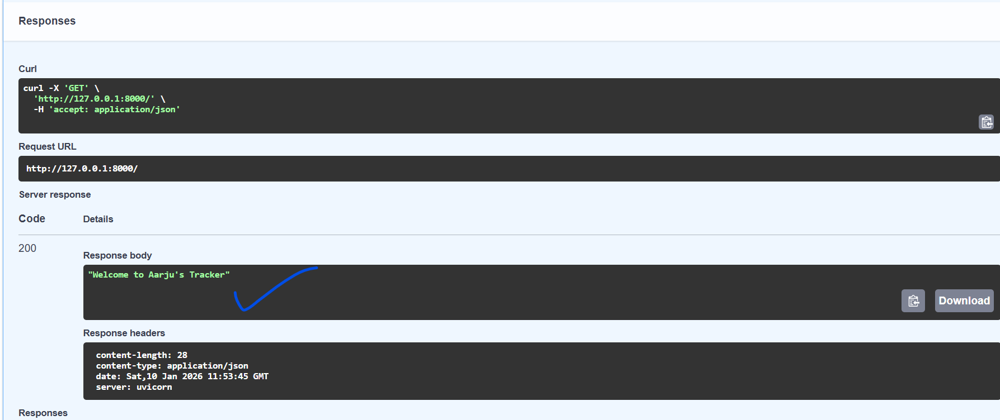 Responses
Curl
curl -X 'GET' \
'http://127.0.0.1:8000/' \
-H 'accept: application/json'
Request URL
http://127.0.0.1:8000/
Server response
Code Details
200
Response body
"Welcome to Aarju's Tracker"
Download
Response headers
content-length: 28
content-type: application/json
date: Sat,10 Jan 2026 11:53:45 GMT
server: uvicorn
Responses